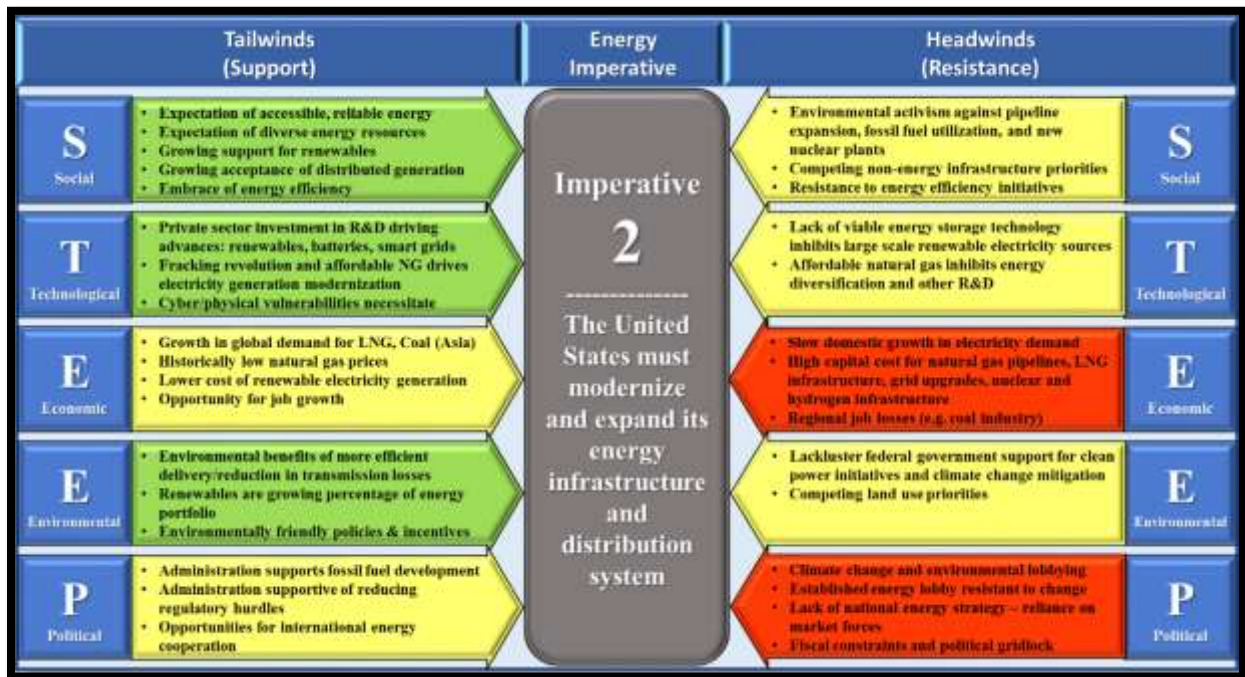 Tailwinds
(Support)
Energy
Imperative
Headwinds
(Resistance)
S
Social
• Expectation of accessible, reliable energy
• Expectation of diverse energy resources
• Growing support for renewables
• Growing acceptance of distributed generation
• Embrace of energy efficiency
T
Technological
• Private sector investment in R&D driving
advances: renewables, batteries, smart grids
• Fracking revolution and affordable NG drives
electricity generation modernization
• Cyber/physical vulnerabilities necessitate
E
Economic
• Growth in global demand for LNG, Coal (Asia)
• Historically low natural gas prices
• Lower cost of renewable electricity generation
• Opportunity for job growth
E
Environmental
• Environmental benefits of more efficient
delivery/reduction in transmission losses
• Renewables are growing percentage of energy
portfolio
• Environmentally friendly policies & incentives
P
Political
• Administration supports fossil fuel development
• Administration supportive of reducing
regulatory hurdles
• Opportunities for international energy
cooperation
Imperative
2
--------------
The United
States must
modernize
and expand its
energy
infrastructure
and
distribution
system
• Environmental activism against pipeline
expansion, fossil fuel utilization, and new
nuclear plants
• Competing non-energy infrastructure priorities
• Resistance to energy efficiency initiatives
S
Social
• Lack of viable energy storage technology
inhibits large scale renewable electricity sources
• Affordable natural gas inhibits energy
diversification and other R&D
T
Technological
• Slow domestic growth in electricity demand
• High capital cost for natural gas pipelines, LNG
infrastructure, grid upgrades, nuclear and
hydrogen infrastructure
• Regional job losses (e.g. coal industry)
E
Economic
• Lackluster federal government support for clean
power initiatives and climate change mitigation
• Competing land use priorities
E
Environmental
• Climate change and environmental lobbying
• Established energy lobby resistant to change
• Lack of national energy strategy – reliance on
market forces
• Fiscal constraints and political gridlock
P
Political